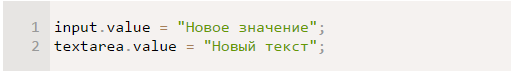 1 input.value = "Новое значение";
2 textarea.value = "Новый текст";